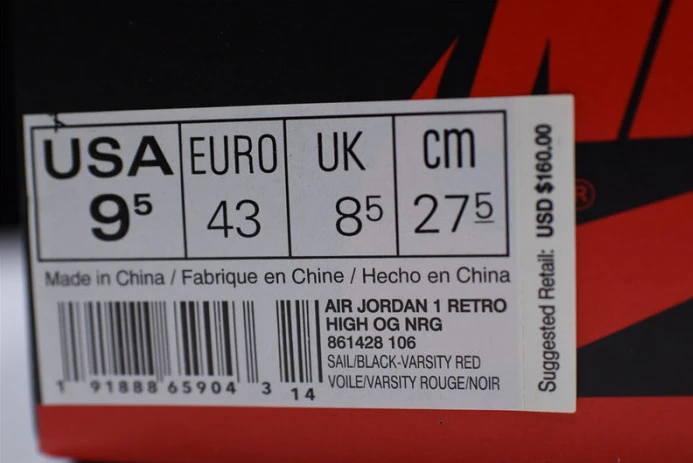 USA EURO UK cm
9⁵ 43 8⁵ 27⁵
Made in China / Fabrique en Chine / Hecho en China
AIR JORDAN 1 RETRO
HIGH OG NRG
861428 106
SAIL/BLACK-VARSITY RED
VOILE/VARSITY ROUGE/NOIR
1 91888 65904 3 14
Suggested Retail: USD $160.00
®